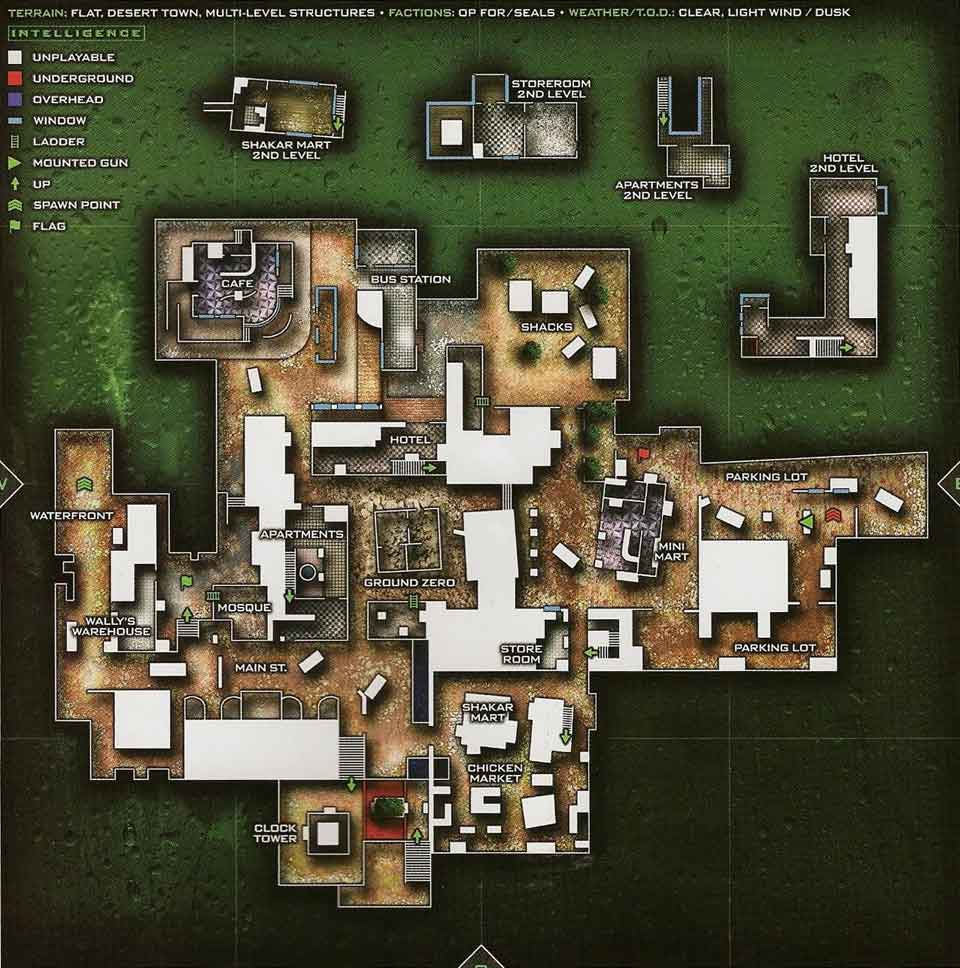 TERRAIN: FLAT, DESERT TOWN, MULTI-LEVEL STRUCTURES • FACTIONS: OP FOR/SEALS • WEATHER/T.O.D.: CLEAR, LIGHT WIND / DUSK
INTELLIGENCE
UNPLAYABLE
UNDERGROUND
OVERHEAD
WINDOW
LADDER
MOUNTED GUN
UP
SPAWN POINT
FLAG
SHAKAR MART
2ND LEVEL
STOREROOM
2ND LEVEL
APARTMENTS
2ND LEVEL
HOTEL
2ND LEVEL
CAFE
BUS STATION
SHACKS
HOTEL
PARKING LOT
WATERFRONT
APARTMENTS
MINI
MART
GROUND ZERO
MOSQUE
WALLY'S
WAREHOUSE
STORE
ROOM
PARKING LOT
MAIN ST.
SHAKAR
MART
CHICKEN
MARKET
CLOCK
TOWER